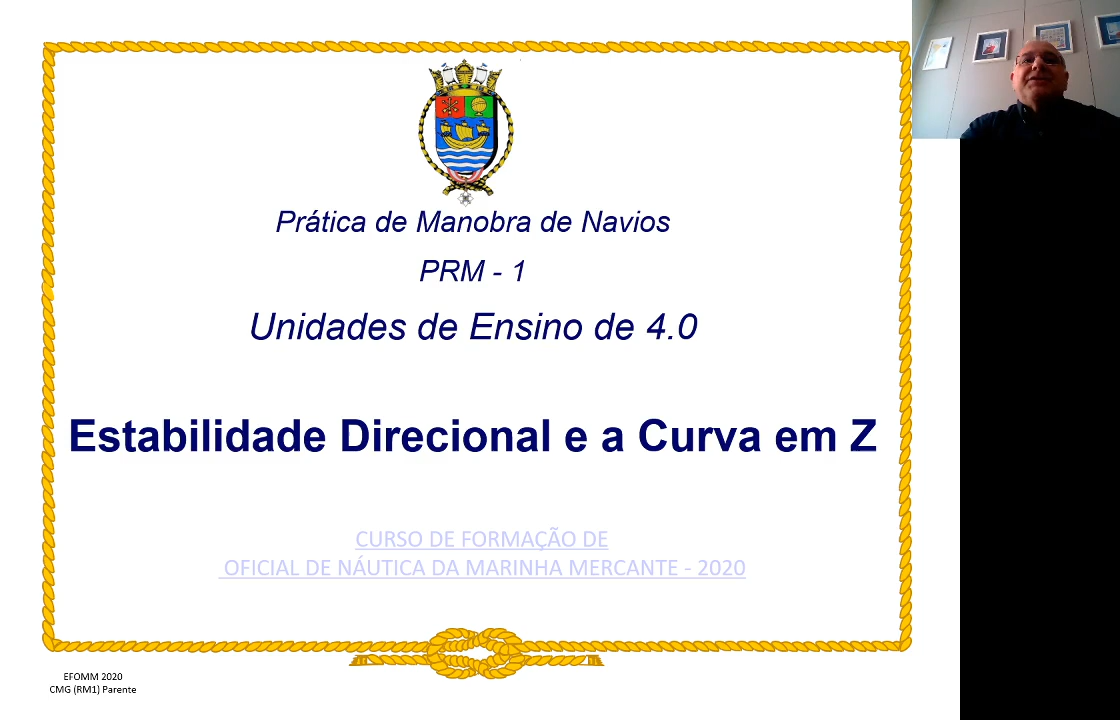 Prática de Manobra de Navios
PRM - 1
Unidades de Ensino de 4.0
Estabilidade Direcional e a Curva em Z
CURSO DE FORMAÇÃO DE
OFICIAL DE NÁUTICA DA MARINHA MERCANTE - 2020
EFOMM 2020
CMG (RM1) Parente